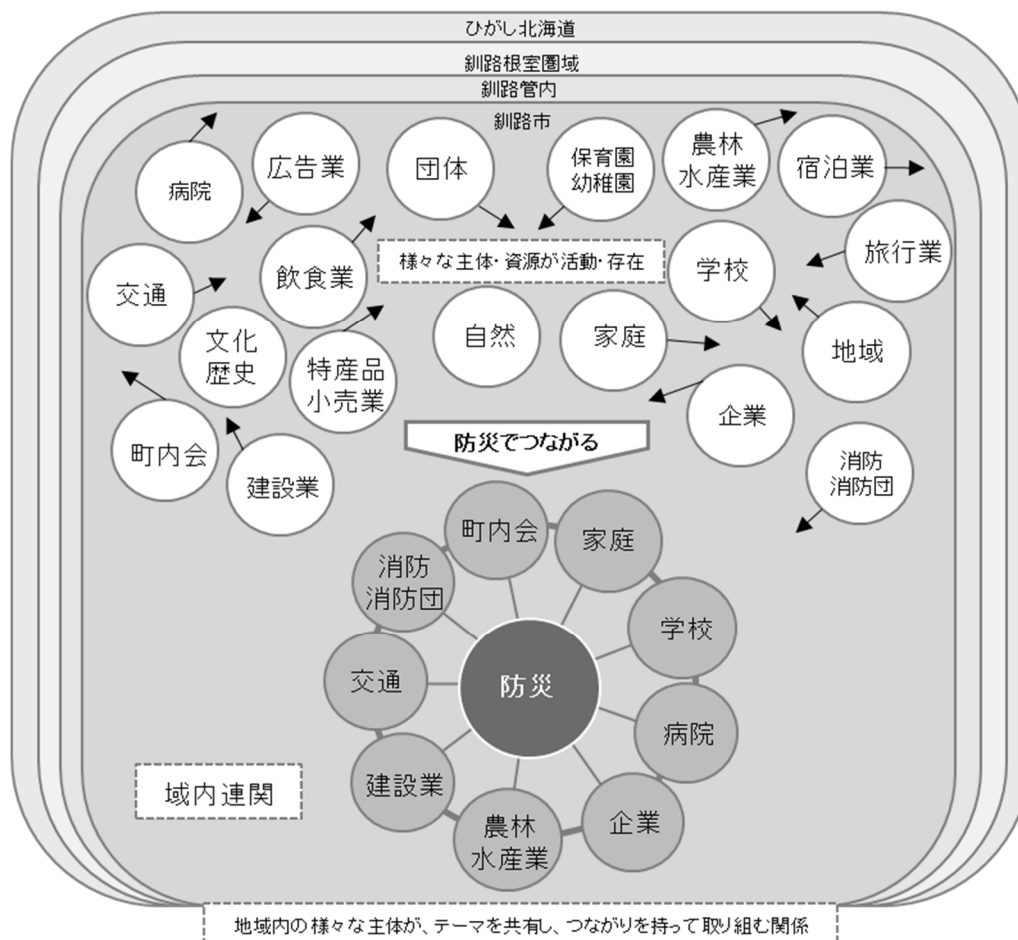 ひがし北海道
釧路根室圏域
釧路管内
釧路市
病院
広告業
団体
保育園
幼稚園
農林
水産業
宿泊業
旅行業
交通
飲食業
様々な主体・資源が活動・存在
学校
文化
歴史
特産品
小売業
自然
家庭
地域
町内会
建設業
企業
消防
消防団
防災でつながる
町内会
家庭
消防
消防団
学校
交通
防災
病院
建設業
農林
水産業
企業
域内連関
地域内の様々な主体が、テーマを共有し、つながりを持って取り組む関係